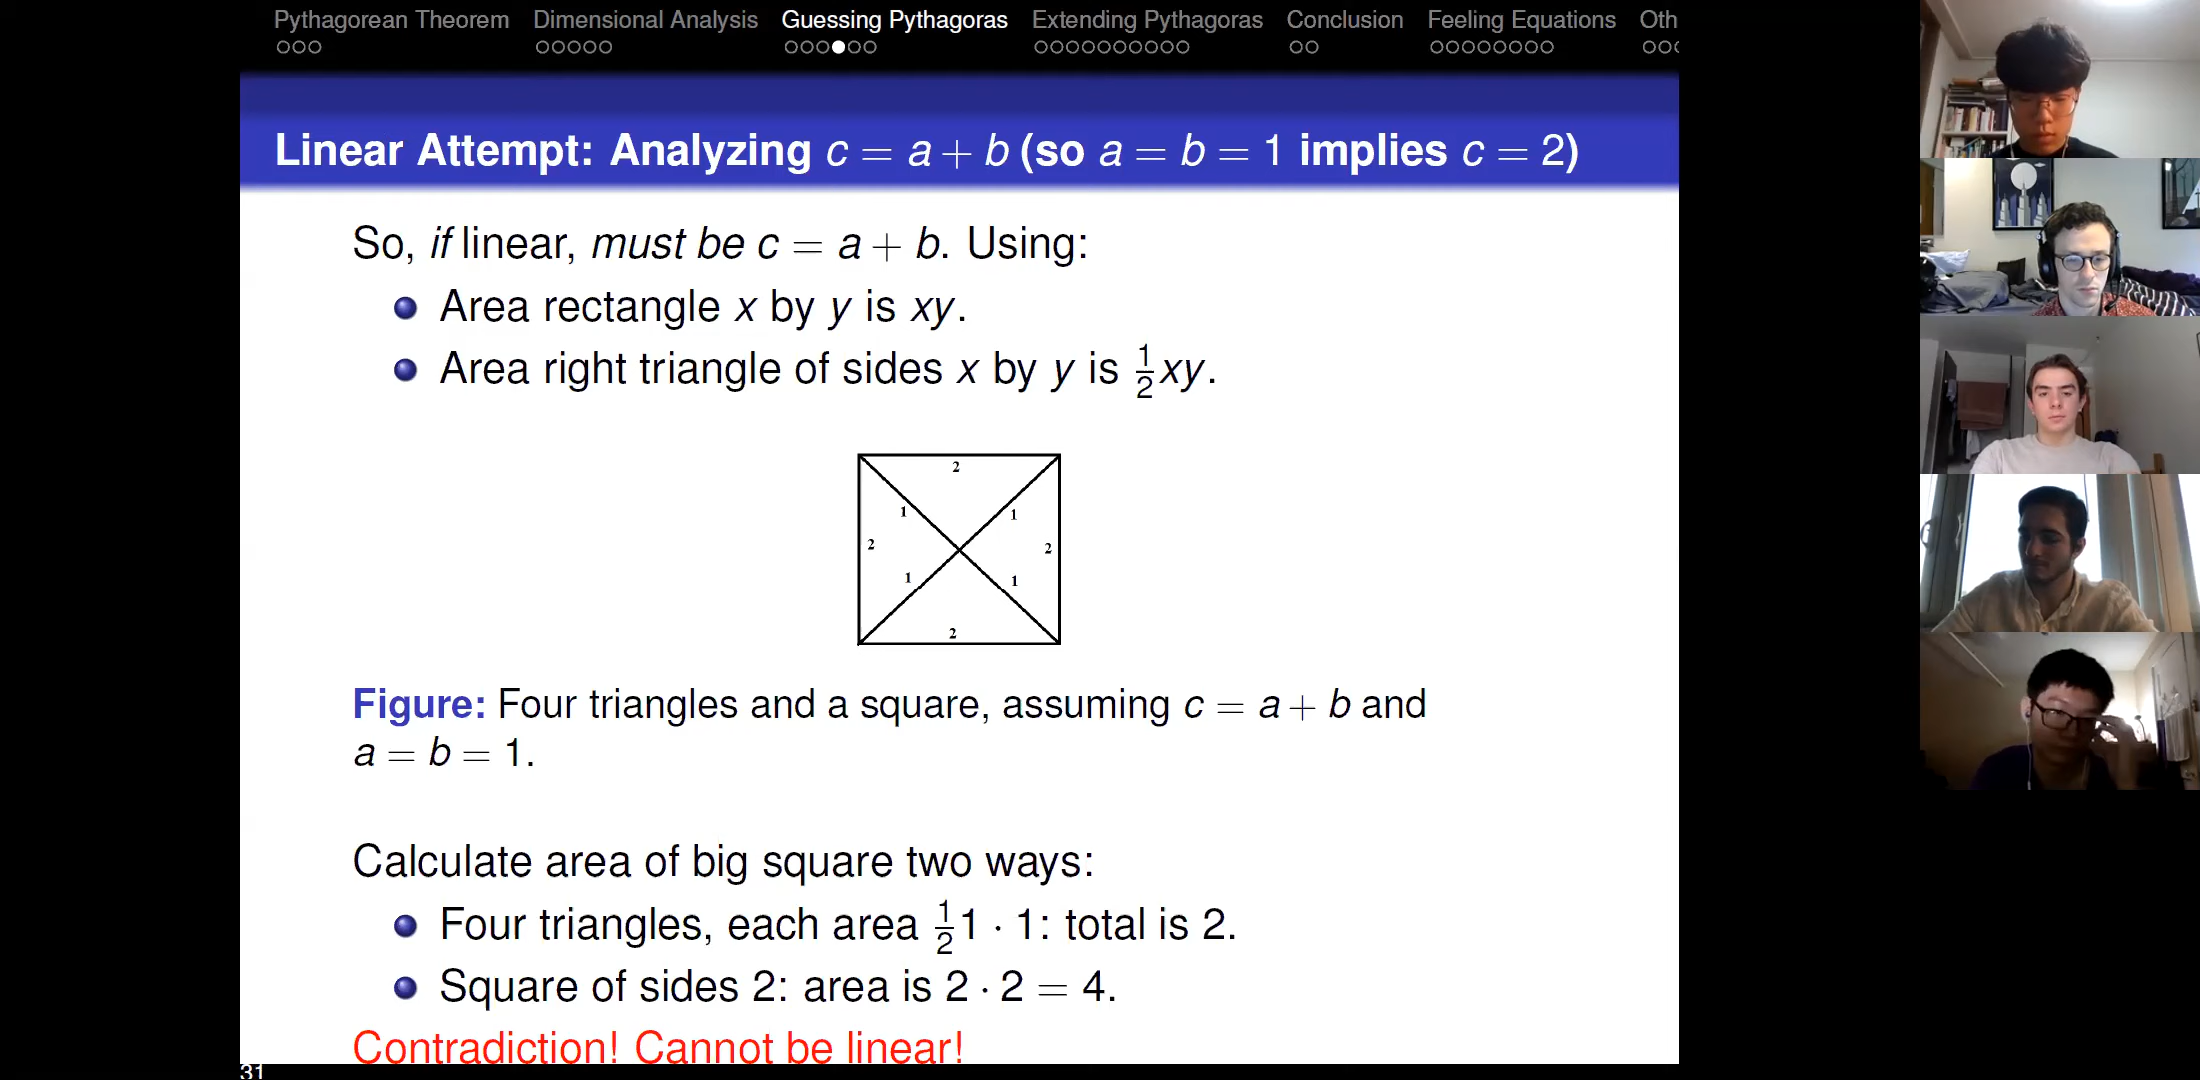 Pythagorean Theorem Dimensional Analysis Guessing Pythagoras Extending Pythagoras Conclusion Feeling Equations Oth
Linear Attempt: Analyzing c = a + b (so a = b = 1 implies c = 2)
So, if linear, must be c = a + b. Using:
Area rectangle x by y is xy.
Area right triangle of sides x by y is 1/2 xy.
2
1 1
2 2
1 1
2
Figure: Four triangles and a square, assuming c = a + b and
a = b = 1.
Calculate area of big square two ways:
Four triangles, each area 1/2 1 · 1: total is 2.
Square of sides 2: area is 2 · 2 = 4.
Contradiction! Cannot be linear!
31